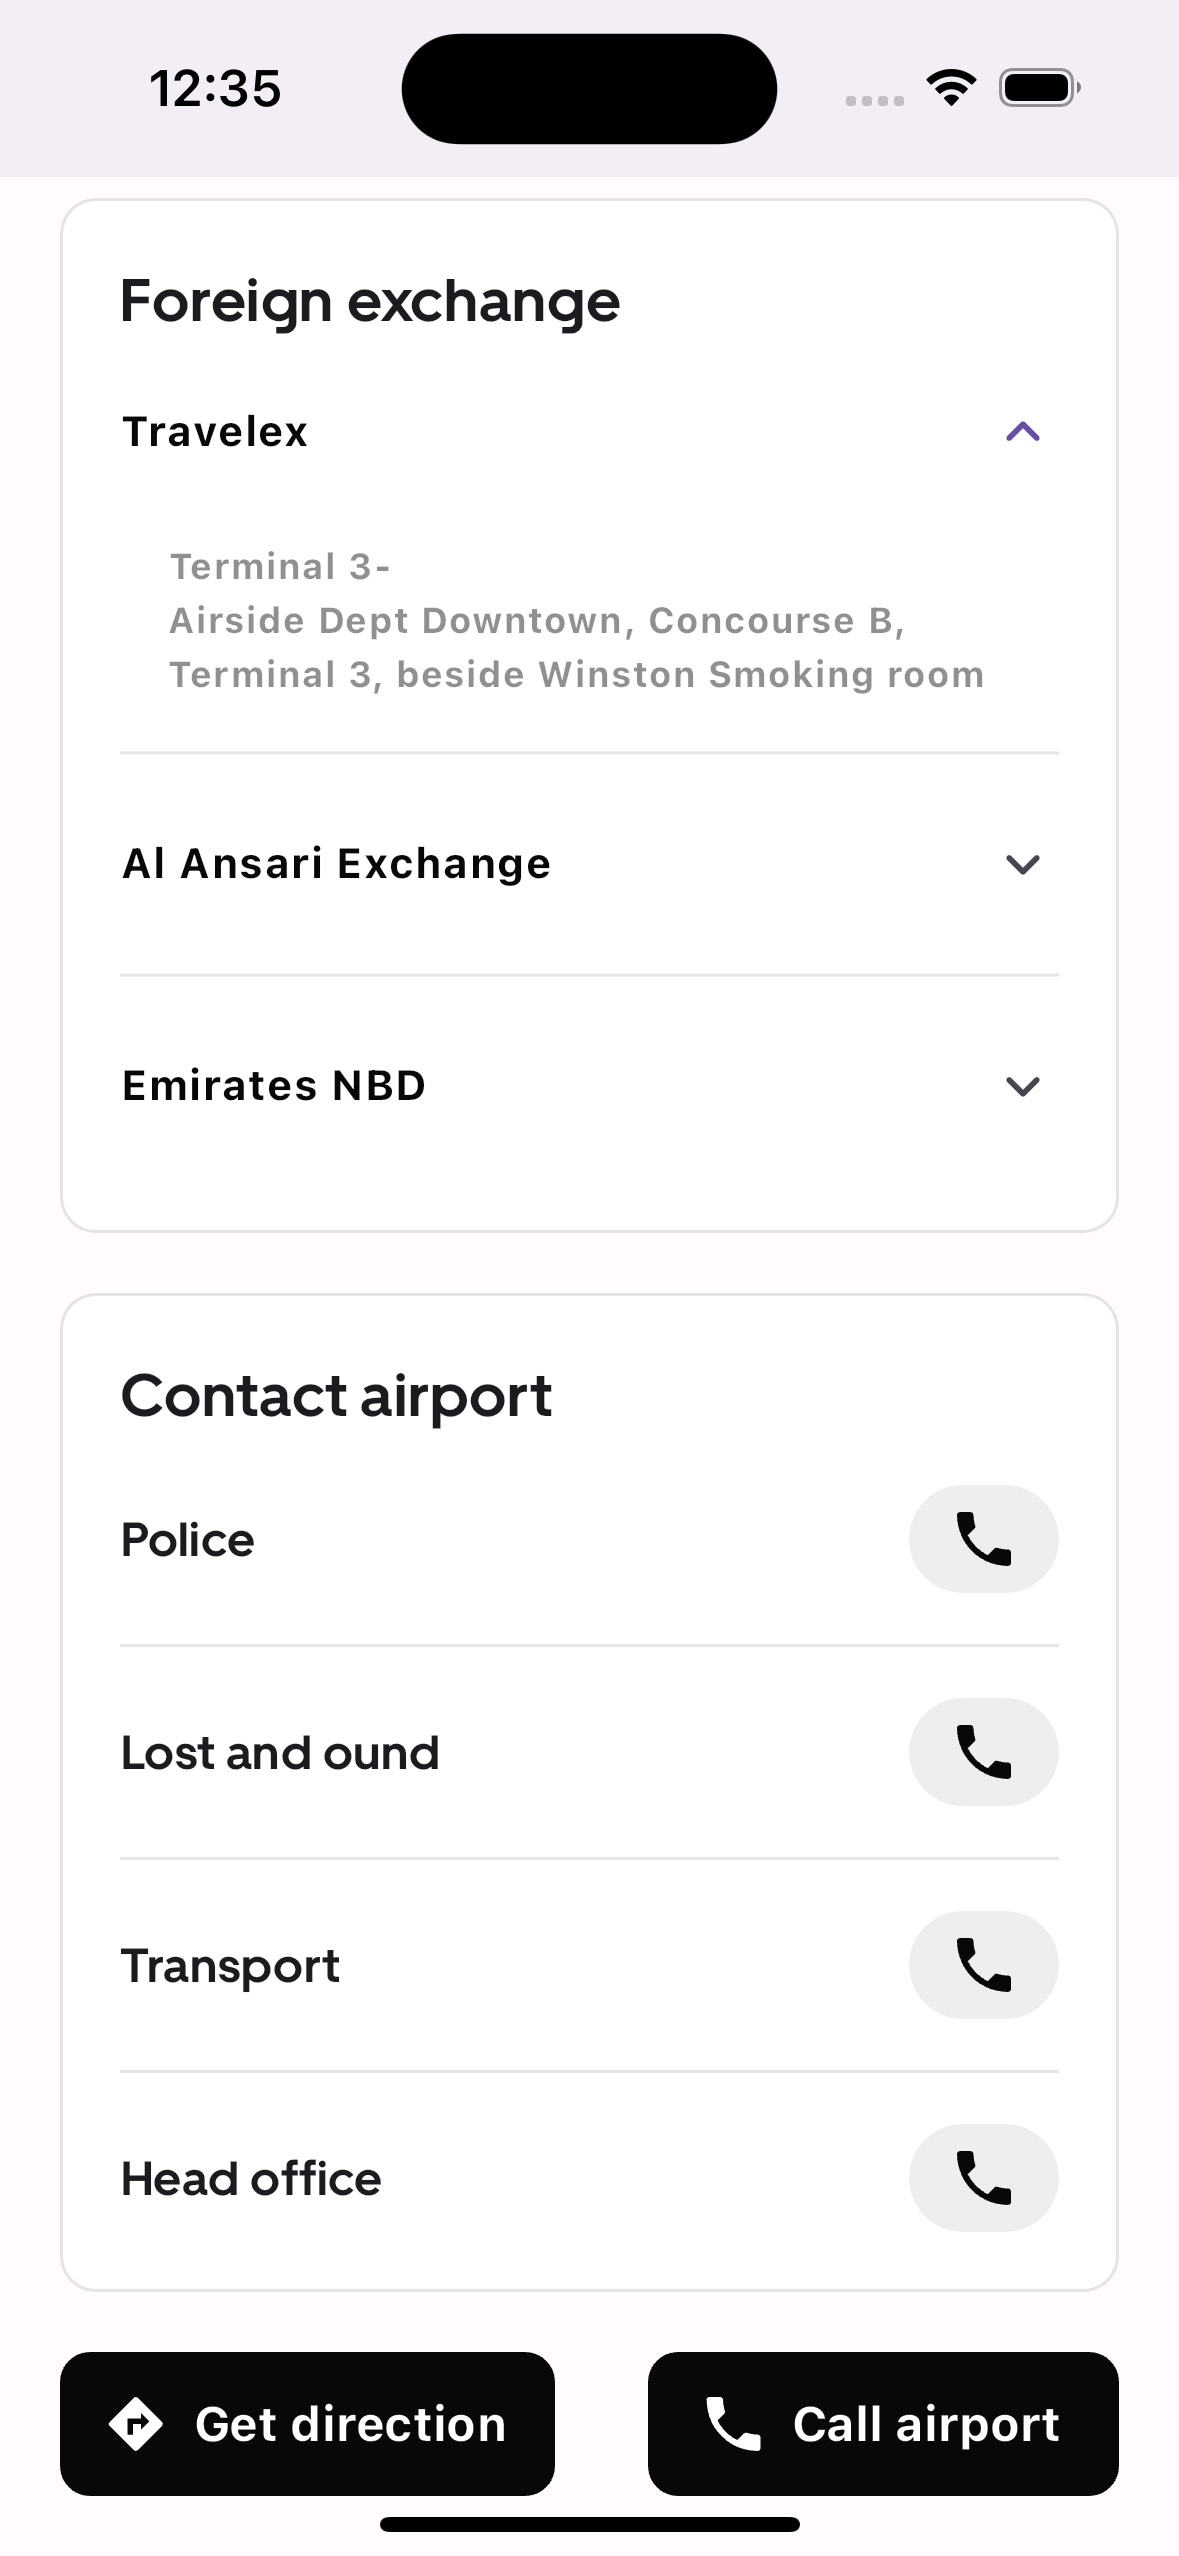 12:35
Foreign exchange
Travelex
Terminal 3-
Airside Dept Downtown, Concourse B,
Terminal 3, beside Winston Smoking room
Al Ansari Exchange
Emirates NBD
Contact airport
Police
Lost and ound
Transport
Head office
Get direction
Call airport